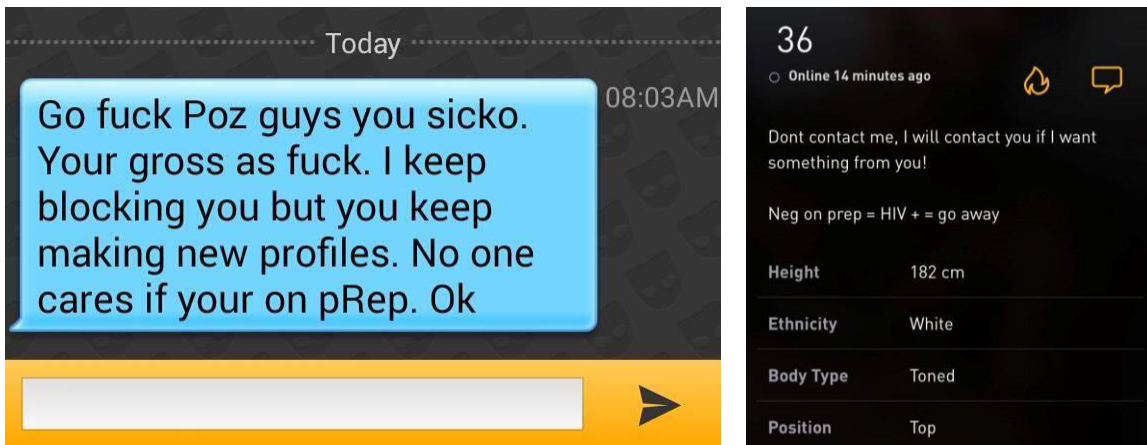 Today
08:03AM
Go fuck Poz guys you sicko.
Your gross as fuck. I keep
blocking you but you keep
making new profiles. No one
cares if your on pRep. Ok
36
Online 14 minutes ago
Dont contact me, I will contact you if I want
something from you!
Neg on prep = HIV + = go away
Height 182 cm
Ethnicity White
Body Type Toned
Position Top